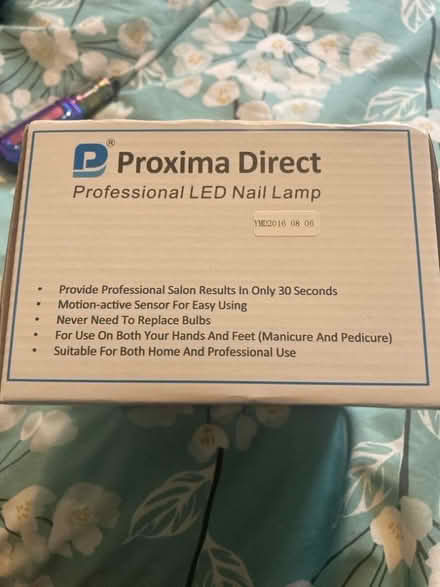 ® Proxima Direct
Professional LED Nail Lamp
YMD2016 08 06
• Provide Professional Salon Results In Only 30 Seconds
• Motion-active Sensor For Easy Using
• Never Need To Replace Bulbs
• For Use On Both Your Hands And Feet (Manicure And Pedicure)
• Suitable For Both Home And Professional Use